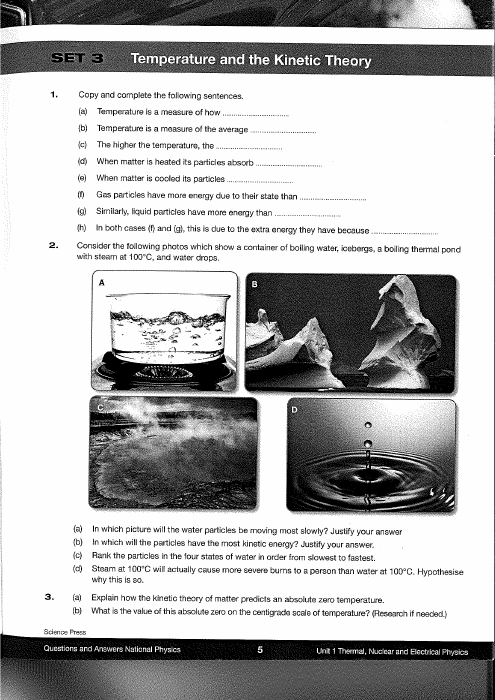 SET 3 Temperature and the Kinetic Theory
1. Copy and complete the following sentences.
(a) Temperature is a measure of how ..............................
(b) Temperature is a measure of the average ..............................
(c) The higher the temperature, the ..............................
(d) When matter is heated its particles absorb ..............................
(e) When matter is cooled its particles ..............................
(f) Gas particles have more energy due to their state than ..............................
(g) Similarly, liquid particles have more energy than ..............................
(h) In both cases (f) and (g), this is due to the extra energy they have because ..............................
2. Consider the following photos which show a container of boiling water, icebergs, a boiling thermal pond
with steam at 100°C, and water drops.
A
B
C
D
(a) In which picture will the water particles be moving most slowly? Justify your answer
(b) In which will the particles have the most kinetic energy? Justify your answer.
(c) Rank the particles in the four states of water in order from slowest to fastest.
(d) Steam at 100°C will actually cause more severe burns to a person than water at 100°C. Hypothesise
why this is so.
3. (a) Explain how the kinetic theory of matter predicts an absolute zero temperature.
(b) What is the value of this absolute zero on the centigrade scale of temperature? (Research if needed.)
Science Press
Questions and Answers National Physics 5 Unit 1 Thermal, Nuclear and Electrical Physics